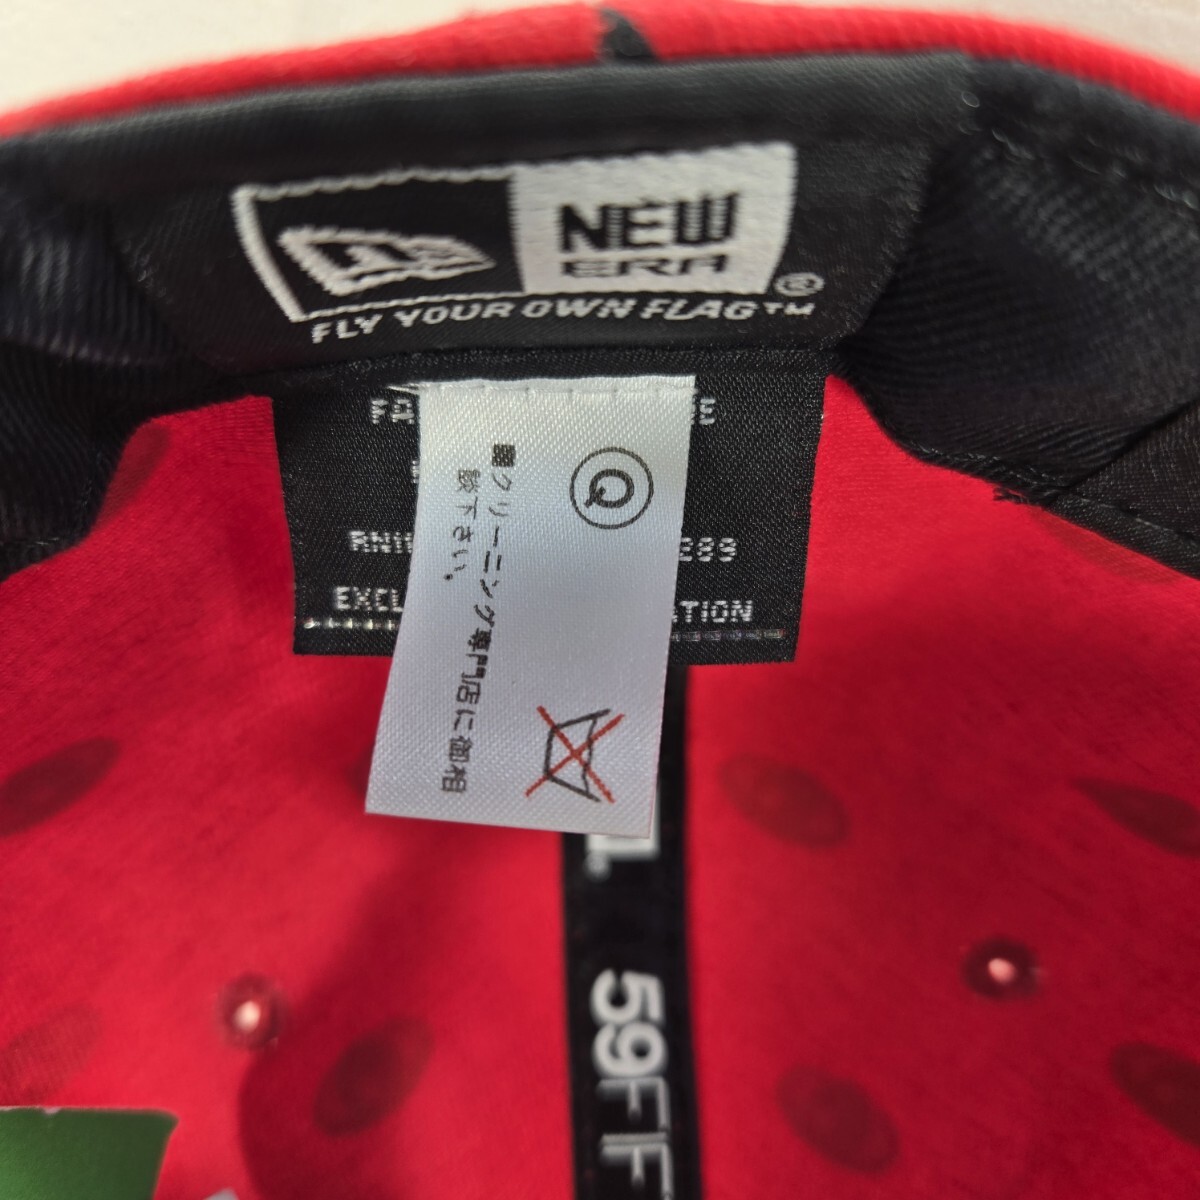 NEW
ERA
®
FLY YOUR OWN FLAG™
Q
■クリーニング専門店に御相
談下さい。
EXCL
ATION
59FIF